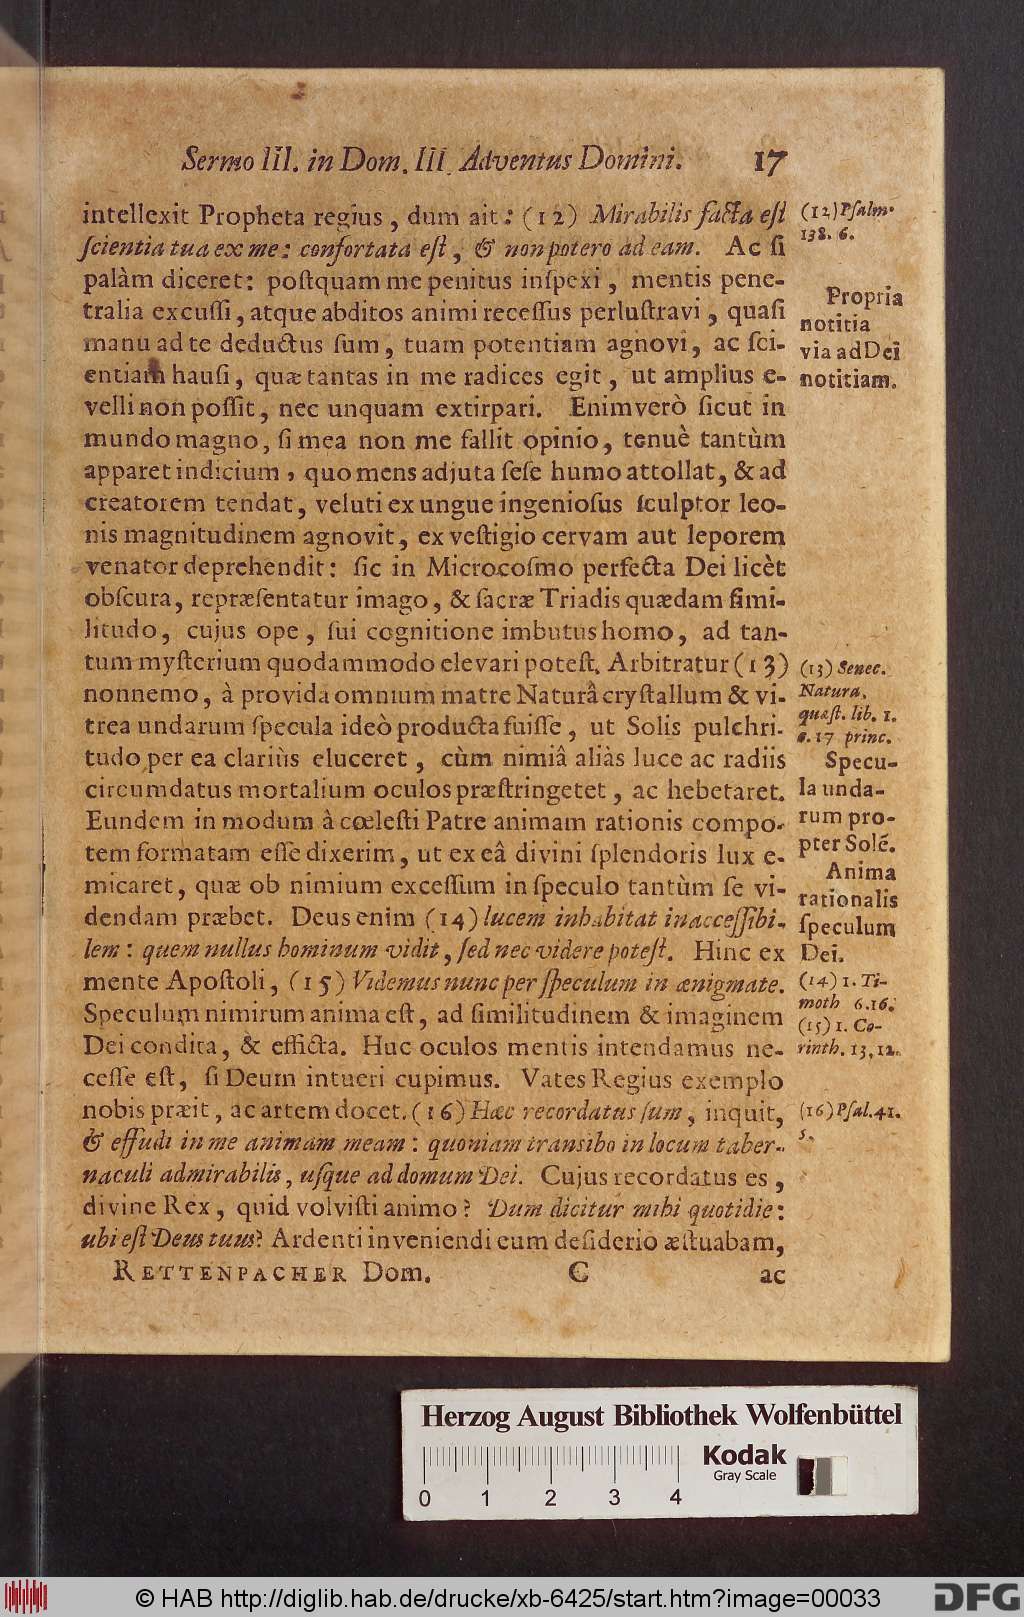 Sermo III. in Dom. III. Adventus Domini. 17
intellexit Propheta regius, dum ait: (12) Mirabilis facta eſt
ſcientia tua ex me: confortata eſt, & non potero ad eam. Ac ſi
palàm diceret: poſtquam me penitus inſpexi, mentis pene-
tralia excuſſi, atque abditos animi receſſus perluſtravi, quaſi
manu ad te deductus ſum, tuam potentiam agnovi, ac ſci-
entiam hauſi, quæ tantas in me radices egit, ut amplius e-
velli non poſſit, nec unquam extirpari. Enimverò ſicut in
mundo magno, ſi mea non me fallit opinio, tenuè tantùm
apparet indicium, quo mens adjuta ſeſe humo attollat, & ad
creatorem tendat, veluti ex ungue ingenioſus ſculptor leo-
nis magnitudinem agnovit, ex veſtigio cervam aut leporem
venator deprehendit: ſic in Microcoſmo perfecta Dei licèt
obſcura, repræſentatur imago, & ſacræ Triadis quædam ſimi-
litudo, cujus ope, ſui cognitione imbutus homo, ad tan-
tum myſterium quodammodo elevari poteſt. Arbitratur (13)
nonnemo, à provida omnium matre Naturâ cryſtallum & vi-
trea undarum ſpecula ideò producta fuiſſe, ut Solis pulchri-
tudo per ea clariùs eluceret, cùm nimiâ aliàs luce ac radiis
circumdatus mortalium oculos præſtringetet, ac hebetaret.
Eundem in modum à cœleſti Patre animam rationis compo-
tem formatam eſſe dixerim, ut ex eâ divini ſplendoris lux e-
micaret, quæ ob nimium exceſſum in ſpeculo tantùm ſe vi-
dendam præbet. Deus enim (14) lucem inhabitat inacceſſibi-
lem: quem nullus hominum vidit, ſed nec videre poteſt. Hinc ex
mente Apoſtoli, (15) Videmus nunc per ſpeculum in ænigmate.
Speculum nimirum anima eſt, ad ſimilitudinem & imaginem
Dei condita, & efficta. Huc oculos mentis intendamus ne-
ceſſe eſt, ſi Deum intueri cupimus. Vates Regius exemplo
nobis præit, ac artem docet. (16) Hæc recordatus ſum, inquit,
& effudi in me animam meam: quoniam tranſibo in locum taber-
naculi admirabilis, uſque ad domum Dei. Cujus recordatus es,
divine Rex, quid volviſti animo? Dum dicitur mihi quotidie:
ubi eſt Deus tuus? Ardenti inveniendi eum deſiderio æſtuabam,
RETTENPACHER Dom. C ac
(12) Pſalm.
138. 6.
Propria
notitia
via ad Dei
notitiam.
(13) Senec.
Natura.
quæſt. lib. 1.
c. 17 princ.
Specu-
la unda-
rum pro-
pter Solē.
Anima
rationalis
ſpeculum
Dei.
(14) 1. Ti-
moth 6.16.
(15) 1. Co-
rinth. 13, 12.
(16) Pſal. 41.
5.
Herzog August Bibliothek Wolfenbüttel
Kodak
Gray Scale
0 1 2 3 4
© HAB http://diglib.hab.de/drucke/xb-6425/start.htm?image=00033
DFG